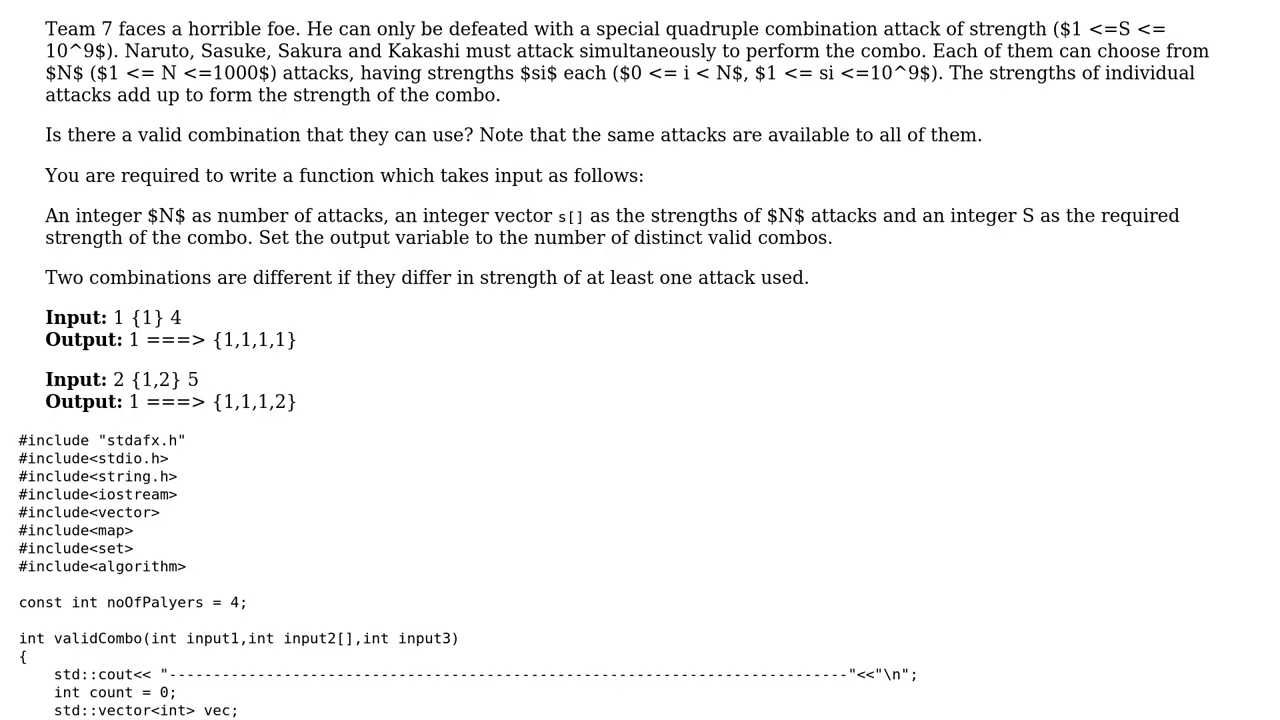 Team 7 faces a horrible foe. He can only be defeated with a special quadruple combination attack of strength ($1 <=S <=
10^9$). Naruto, Sasuke, Sakura and Kakashi must attack simultaneously to perform the combo. Each of them can choose from
$N$ ($1 <= N <=1000$) attacks, having strengths $si$ each ($0 <= i < N$, $1 <= si <=10^9$). The strengths of individual
attacks add up to form the strength of the combo.
Is there a valid combination that they can use? Note that the same attacks are available to all of them.
You are required to write a function which takes input as follows:
An integer $N$ as number of attacks, an integer vector s[] as the strengths of $N$ attacks and an integer S as the required
strength of the combo. Set the output variable to the number of distinct valid combos.
Two combinations are different if they differ in strength of at least one attack used.
Input: 1 {1} 4
Output: 1 ===> {1,1,1,1}
Input: 2 {1,2} 5
Output: 1 ===> {1,1,1,2}
#include "stdafx.h"
#include<stdio.h>
#include<string.h>
#include<iostream>
#include<vector>
#include<map>
#include<set>
#include<algorithm>
const int noOfPalyers = 4;
int validCombo(int input1,int input2[],int input3)
{
    std::cout<< "-----------------------------------------------------------------------------"<<"\n";
    int count = 0;
    std::vector<int> vec;